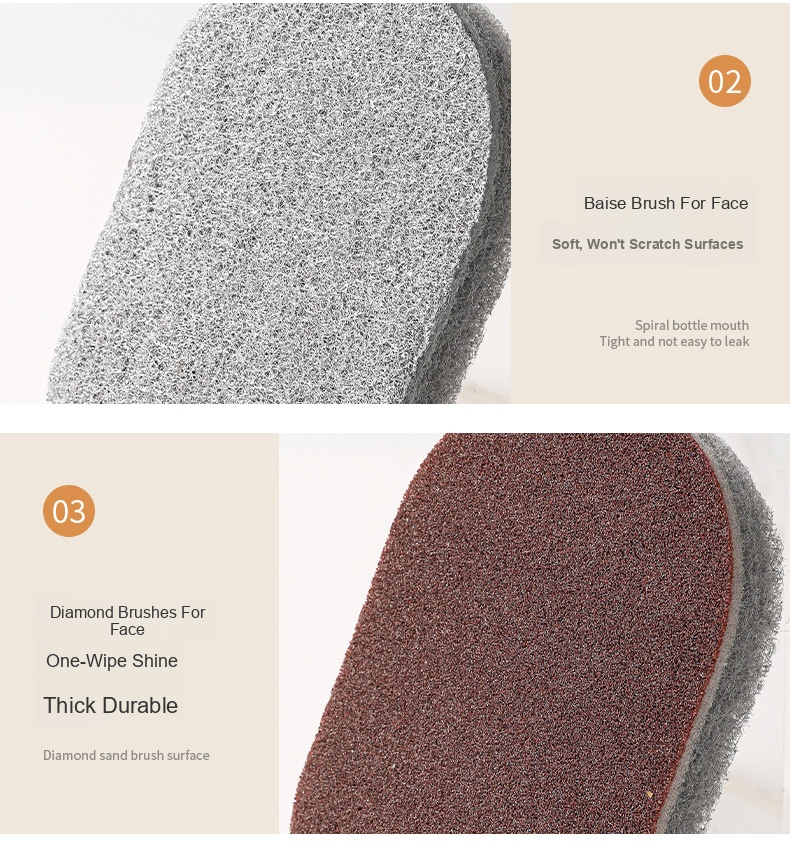 02
Baise Brush For Face
Soft, Won't Scratch Surfaces
Spiral bottle mouth
Tight and not easy to leak
03
Diamond Brushes For
Face
One-Wipe Shine
Thick Durable
Diamond sand brush surface